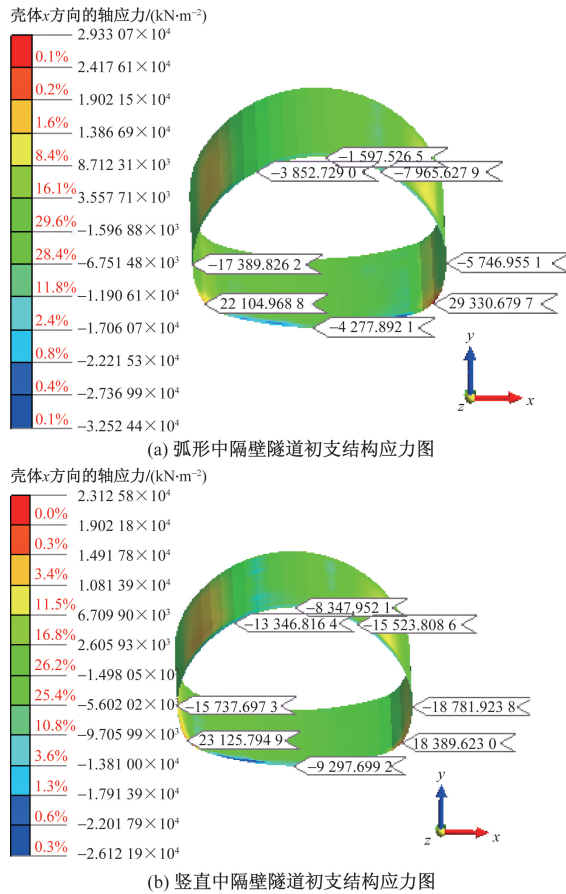 壳体x方向的轴应力/(kN·m⁻²)
2.933 07×10⁴
0.1%
2.417 61×10⁴
0.2%
1.902 15×10⁴
1.6%
1.386 69×10⁴
8.4%
8.712 31×10³
16.1%
3.557 71×10³
29.6%
−1.596 88×10³
28.4%
−6.751 48×10³
11.8%
−1.190 61×10⁴
2.4%
−1.706 07×10⁴
0.8%
−2.221 53×10⁴
0.4%
−2.736 99×10⁴
0.1%
−3.252 44×10⁴
−1 597.526 5
−3 852.729 0
−7 965.627 9
−17 389.826 2
−5 746.955 1
22 104.968 8
29 330.679 7
−4 277.892 1
y
z
x
(a) 弧形中隔壁隧道初支结构应力图
壳体x方向的轴应力/(kN·m⁻²)
2.312 58×10⁴
0.0%
1.902 18×10⁴
0.3%
1.491 78×10⁴
3.4%
1.081 39×10⁴
11.5%
6.709 90×10³
16.8%
2.605 93×10³
26.2%
−1.498 05×10³
25.4%
−5.602 02×10³
10.8%
−9.705 99×10³
3.6%
−1.381 00×10⁴
1.3%
−1.791 39×10⁴
0.6%
−2.201 79×10⁴
0.3%
−2.612 19×10⁴
−8 347.952 1
−13 346.816 4
−15 523.808 6
−15 737.697 3
−18 781.923 8
23 125.794 9
18 389.623 0
−9 297.699 2
y
z
x
(b) 竖直中隔壁隧道初支结构应力图